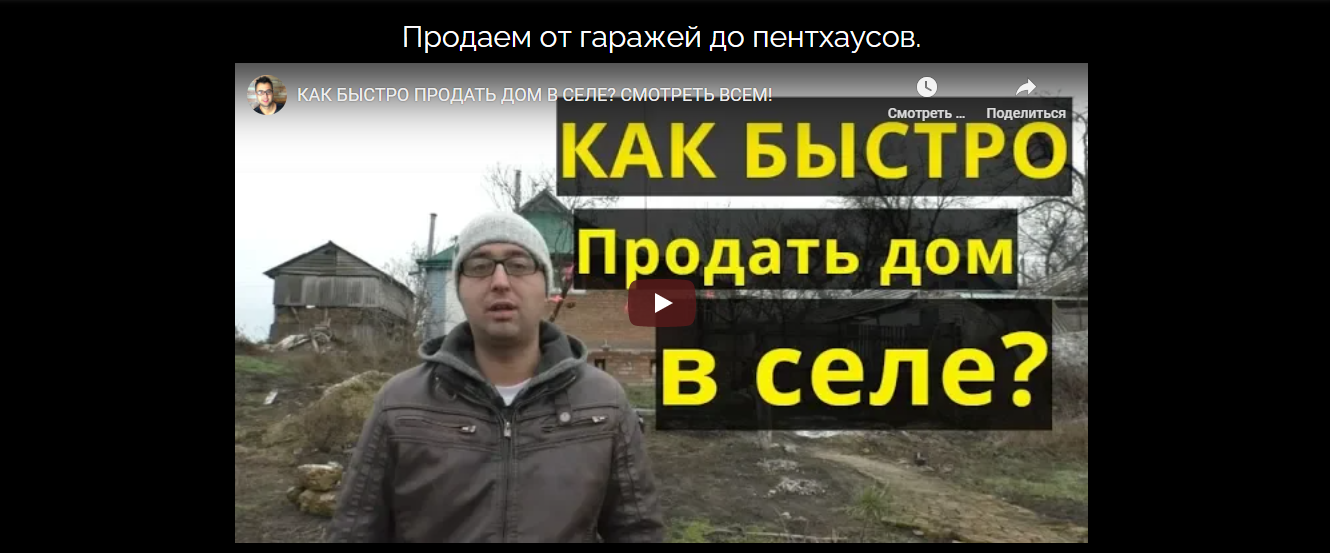 Продаем от гаражей до пентхаусов.
КАК БЫСТРО ПРОДАТЬ ДОМ В СЕЛЕ? СМОТРЕТЬ ВСЕМ!
Смотреть ...
Поделиться
КАК БЫСТРО
Продать дом
в селе?